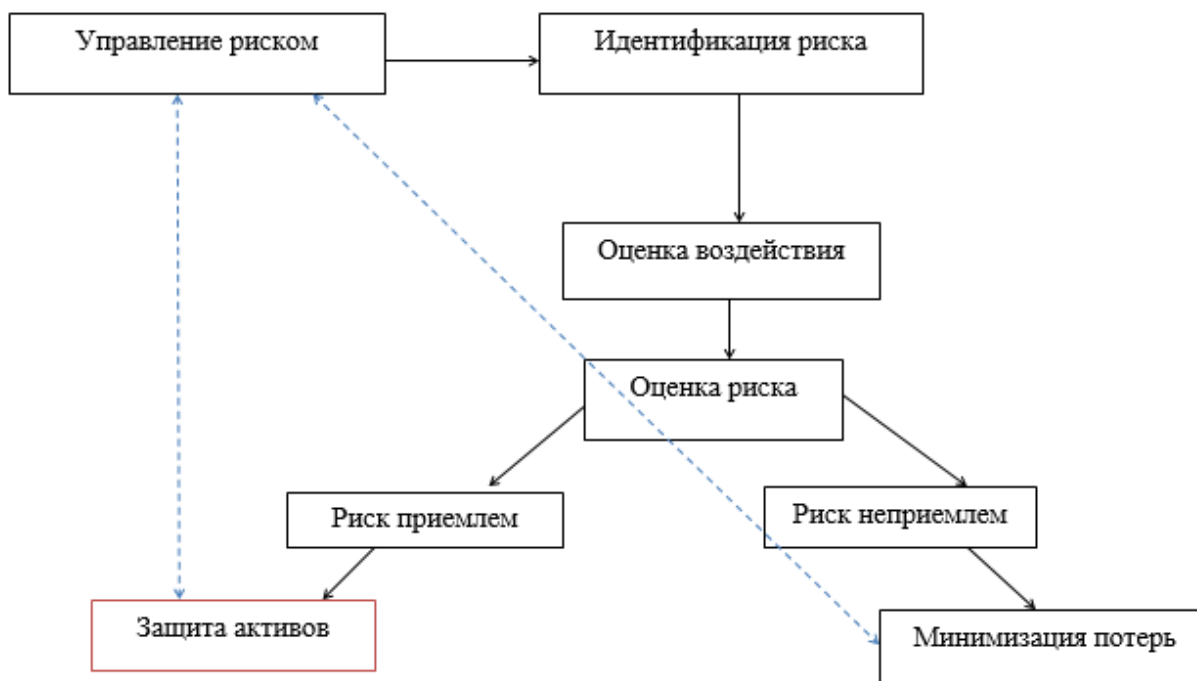 Управление риском
Идентификация риска
Оценка воздействия
Оценка риска
Риск приемлем
Риск неприемлем
Защита активов
Минимизация потерь